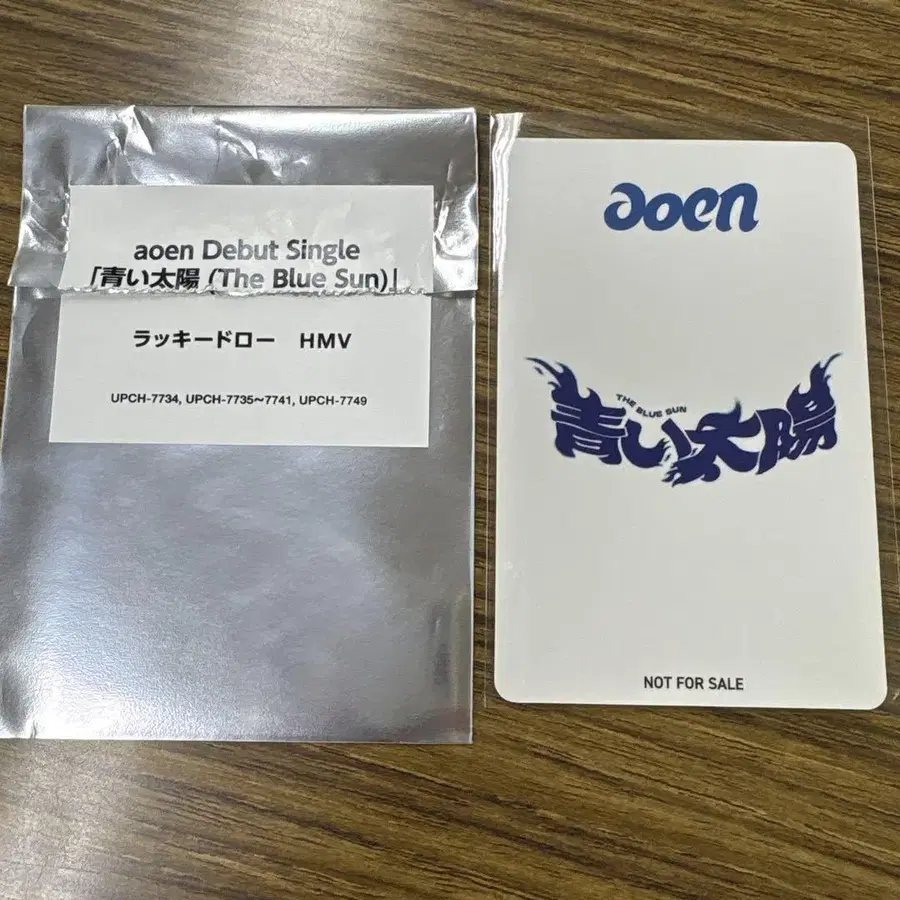 aoen Debut Single
「青い太陽 (The Blue Sun)」
ラッキードロー HMV
UPCH-7734, UPCH-7735〜7741, UPCH-7749
aoen
THE BLUE SUN
青い太陽
NOT FOR SALE